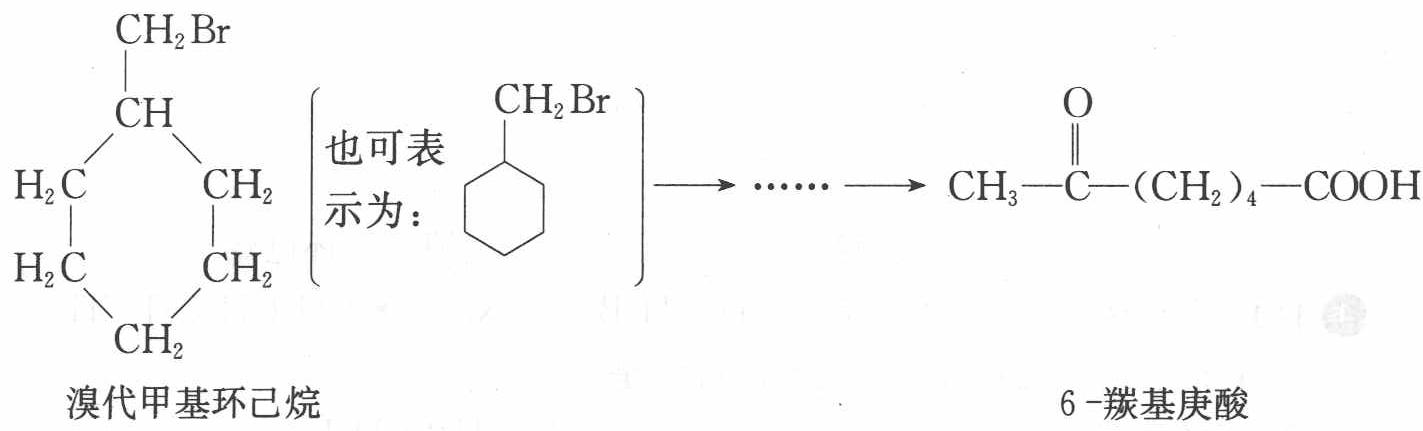 CH₂Br
CH
H₂C CH₂
H₂C CH₂
CH₂
也可表
示为：
CH₂Br
······
O
CH₃—C—(CH₂)₄—COOH
溴代甲基环己烷
6-羰基庚酸